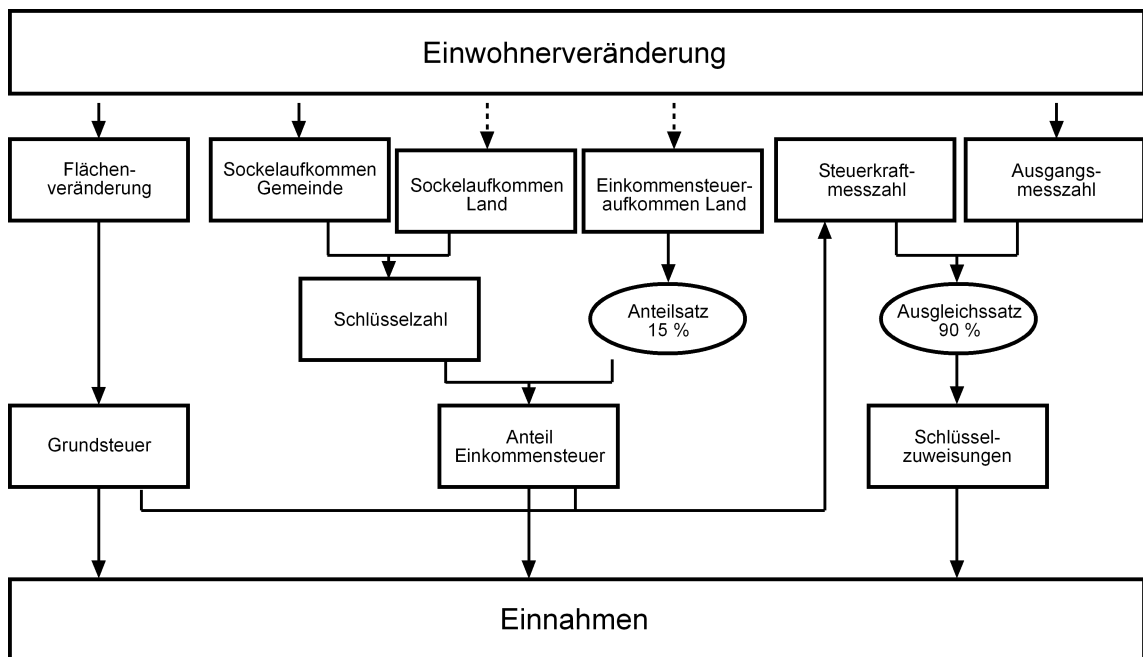 Einwohnerveränderung
Flächen-
veränderung
Sockelaufkommen
Gemeinde
Sockelaufkommen
Land
Einkommensteuer-
aufkommen Land
Steuerkraft-
messzahl
Ausgangs-
messzahl
Schlüsselzahl
Anteilsatz
15 %
Ausgleichssatz
90 %
Grundsteuer
Anteil
Einkommensteuer
Schlüssel-
zuweisungen
Einnahmen